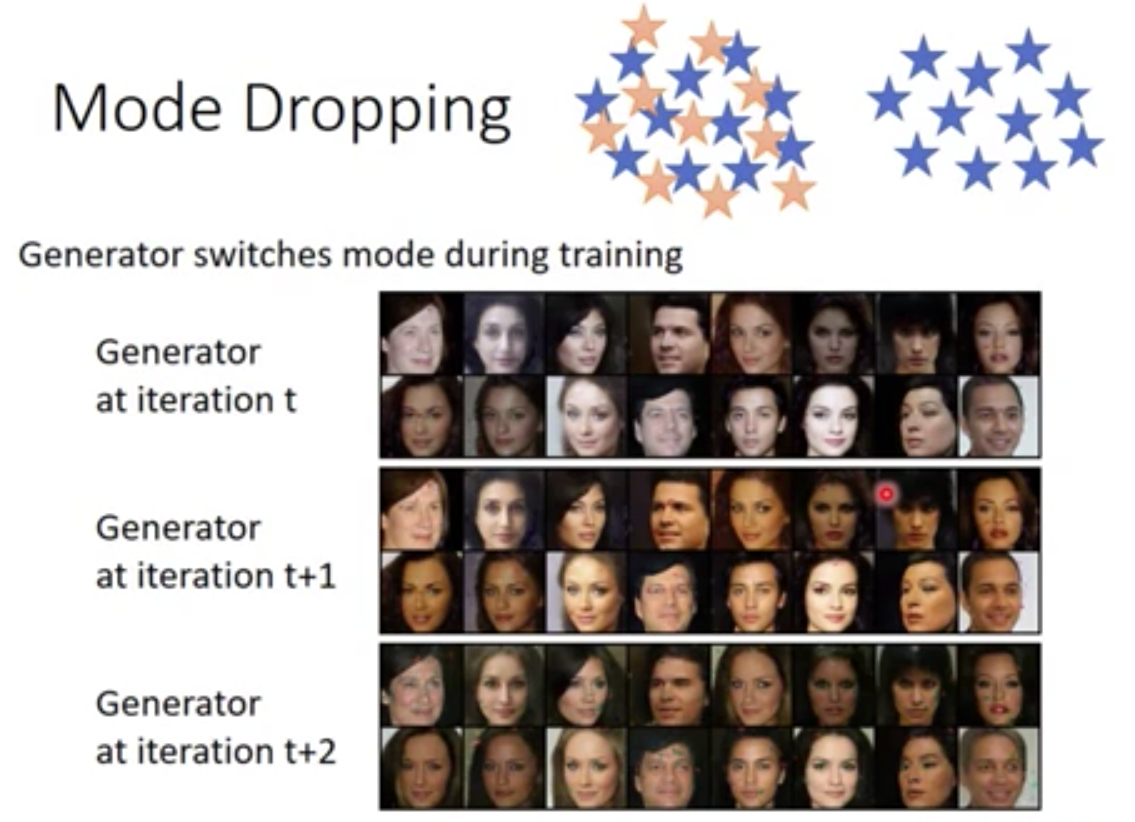 Mode Dropping
Generator switches mode during training
Generator
at iteration t
Generator
at iteration t+1
Generator
at iteration t+2